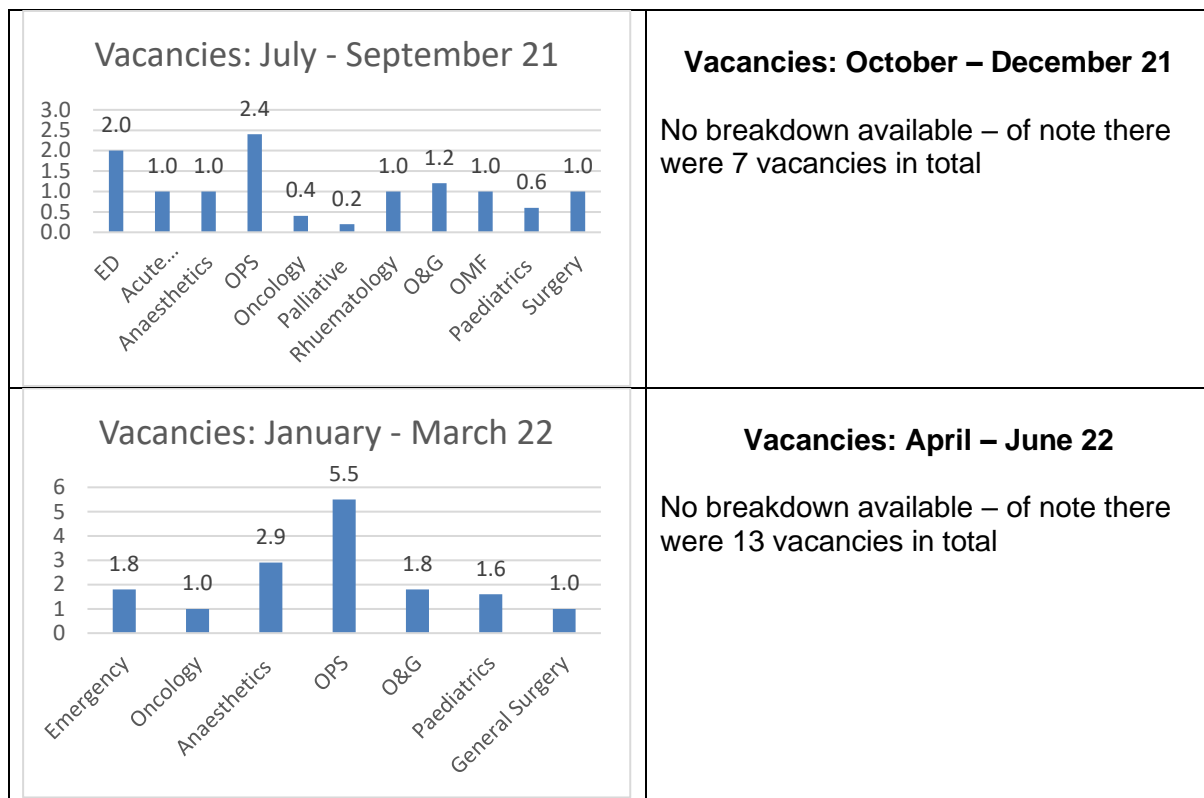 Vacancies: July - September 21
3.0
2.5
2.0
1.5
1.0
0.5
0.0
2.0
1.0
1.0
2.4
0.4
0.2
1.0
1.2
1.0
0.6
1.0
ED
Acute...
Anaesthetics
OPS
Oncology
Palliative
Rhuematology
O&G
OMF
Paediatrics
Surgery
Vacancies: October – December 21
No breakdown available – of note there
were 7 vacancies in total
Vacancies: January - March 22
6
5
4
3
2
1
0
1.8
1.0
2.9
5.5
1.8
1.6
1.0
Emergency
Oncology
Anaesthetics
OPS
O&G
Paediatrics
General Surgery
Vacancies: April – June 22
No breakdown available – of note there
were 13 vacancies in total